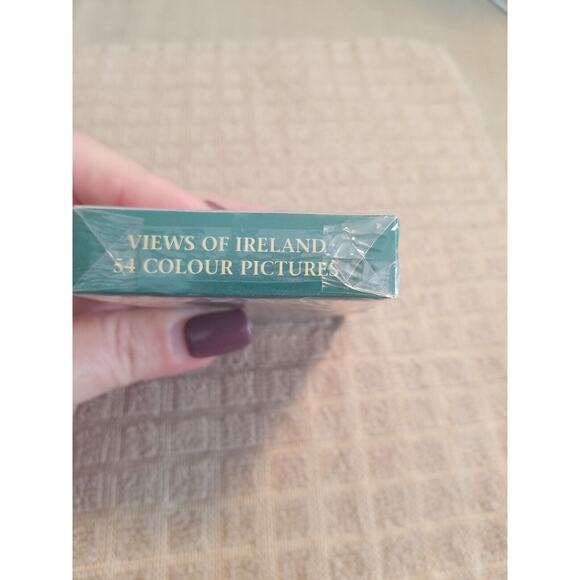 VIEWS OF IRELAND
54 COLOUR PICTURES